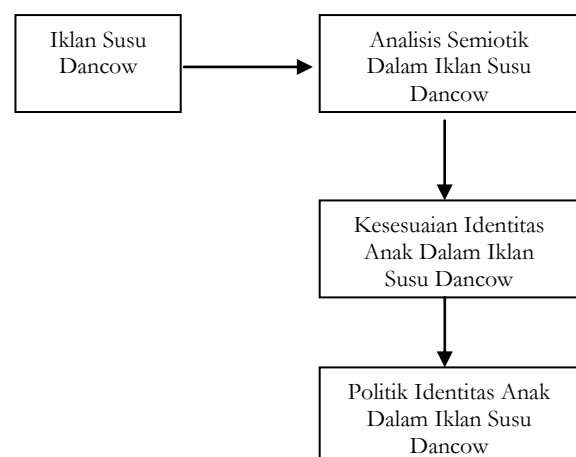 Iklan Susu
Dancow
Analisis Semiotik
Dalam Iklan Susu
Dancow
Kesesuaian Identitas
Anak Dalam Iklan
Susu Dancow
Politik Identitas Anak
Dalam Iklan Susu
Dancow